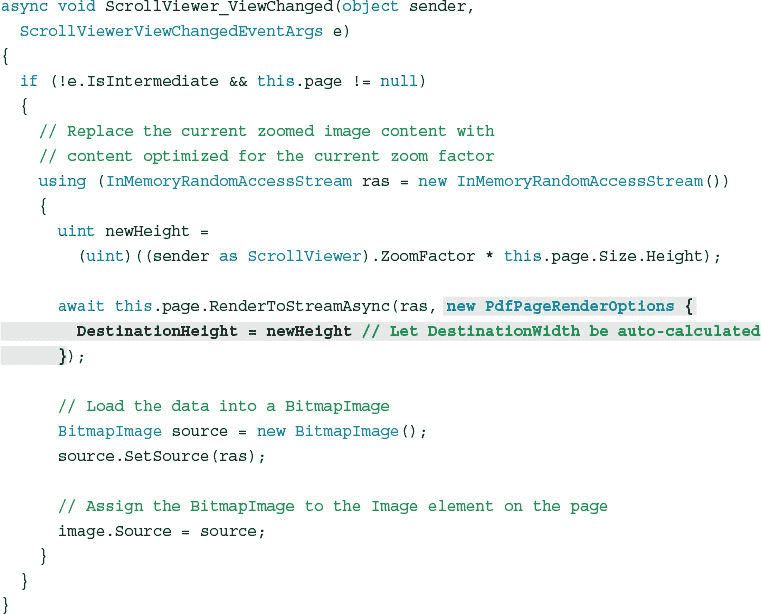 async void ScrollViewer_ViewChanged(object sender,
  ScrollViewerViewChangedEventArgs e)
{
  if (!e.IsIntermediate && this.page != null)
  {
    // Replace the current zoomed image content with
    // content optimized for the current zoom factor
    using (InMemoryRandomAccessStream ras = new InMemoryRandomAccessStream())
    {
      uint newHeight =
        (uint)((sender as ScrollViewer).ZoomFactor * this.page.Size.Height);

      await this.page.RenderToStreamAsync(ras, new PdfPageRenderOptions {
        DestinationHeight = newHeight // Let DestinationWidth be auto-calculated
      });

      // Load the data into a BitmapImage
      BitmapImage source = new BitmapImage();
      source.SetSource(ras);

      // Assign the BitmapImage to the Image element on the page
      image.Source = source;
    }
  }
}